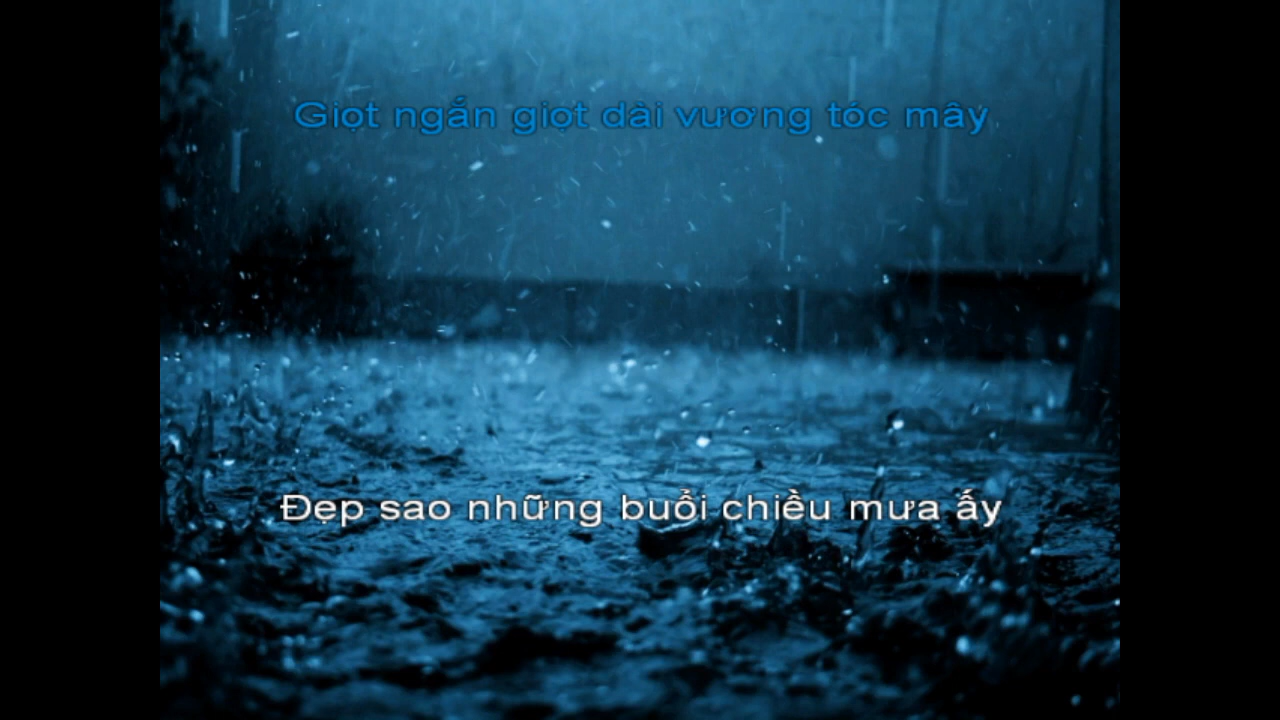 Giọt ngắn giọt dài vương tóc mây
Đẹp sao những buổi chiều mưa ấy